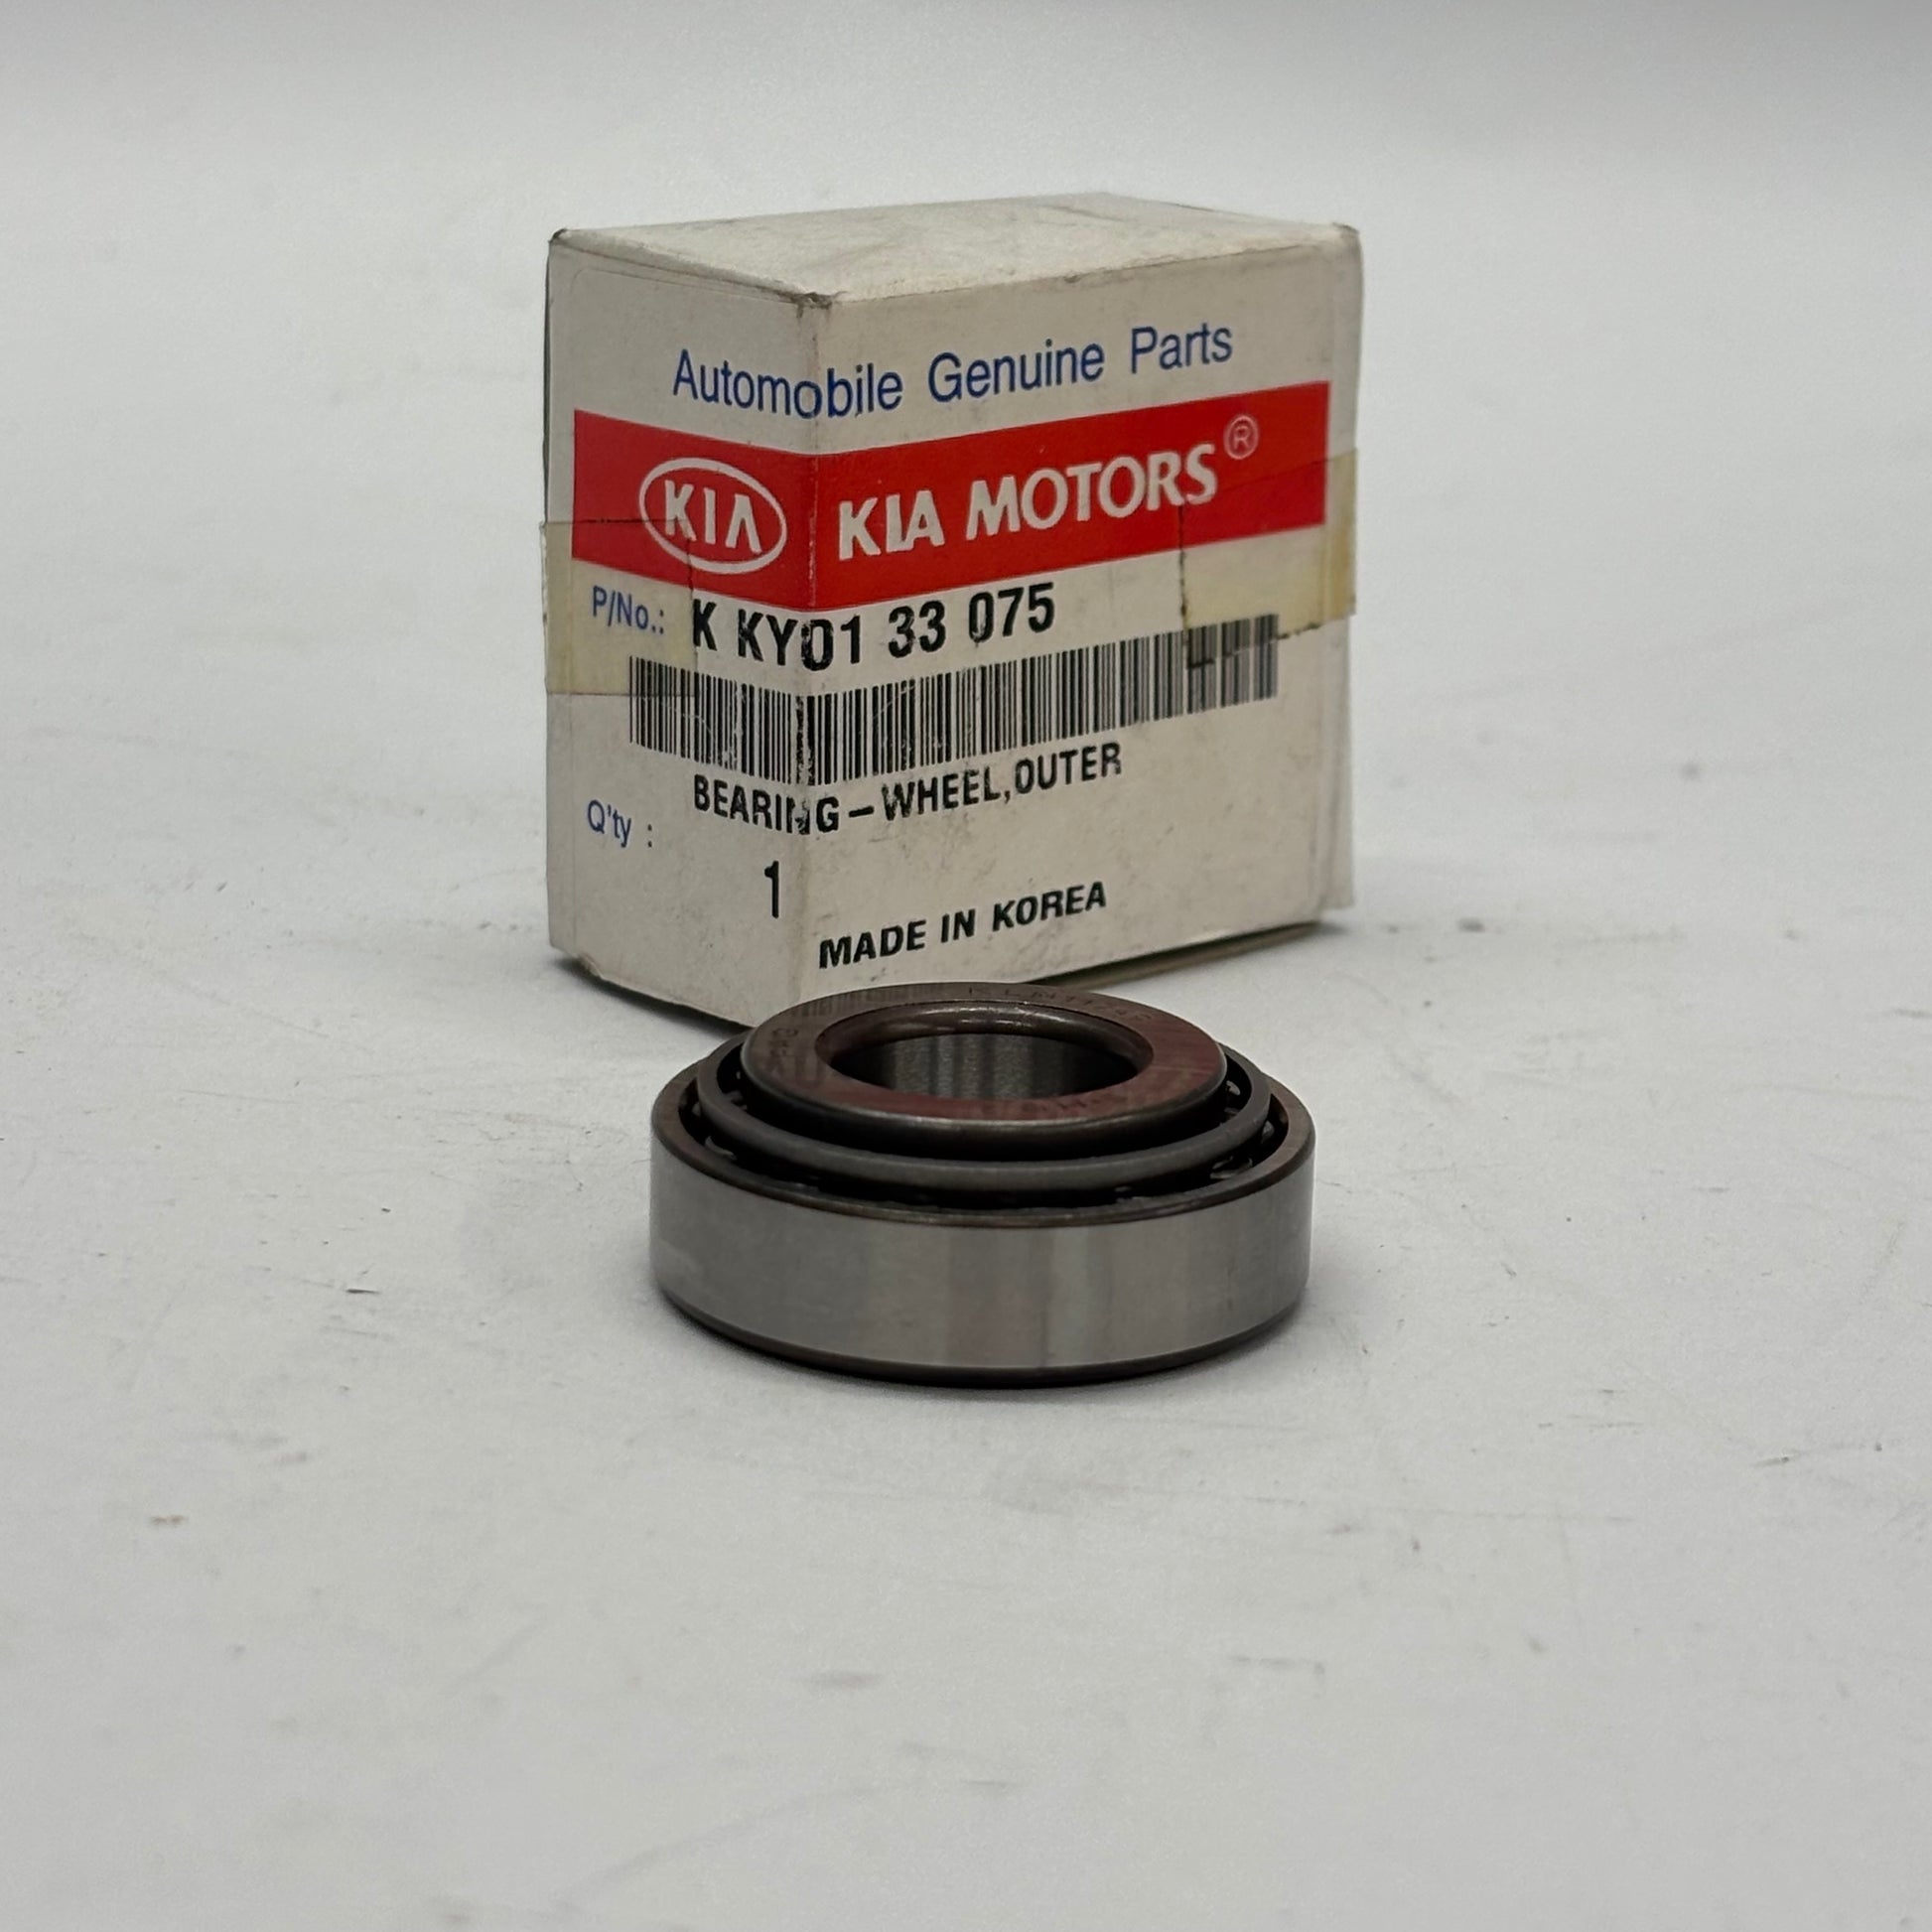 Automobile Genuine Parts
KIA KIA MOTORS®
P/No.: K KY01 33 075
BEARING-WHEEL,OUTER
Q'ty :
1
MADE IN KOREA